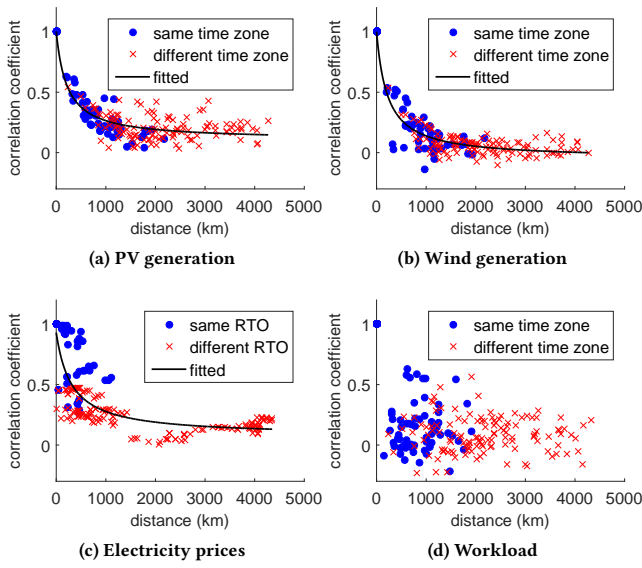 correlation coefficient
1
0.5
0
same time zone
different time zone
fitted
0 1000 2000 3000 4000 5000
distance (km)
(a) PV generation
correlation coefficient
1
0.5
0
same time zone
different time zone
fitted
0 1000 2000 3000 4000 5000
distance (km)
(b) Wind generation
correlation coefficient
1
0.5
0
same RTO
different RTO
fitted
0 1000 2000 3000 4000 5000
distance (km)
(c) Electricity prices
correlation coefficient
1
0.5
0
same time zone
different time zone
0 1000 2000 3000 4000 5000
distance (km)
(d) Workload